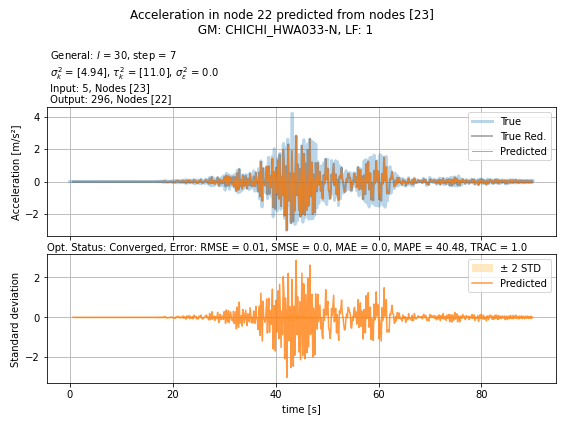 Acceleration in node 22 predicted from nodes [23]
GM: CHICHI_HWA033-N, LF: 1
General: l = 30, step = 7
σ²_k = [4.94], τ²_k = [11.0], σ²_ε = 0.0
Input: 5, Nodes [23]
Output: 296, Nodes [22]
True
True Red.
Predicted
Acceleration [m/s²]
4
2
0
−2
Opt. Status: Converged, Error: RMSE = 0.01, SMSE = 0.0, MAE = 0.0, MAPE = 40.48, TRAC = 1.0
± 2 STD
Predicted
Standard deviation
2
0
−2
0 20 40 60 80
time [s]